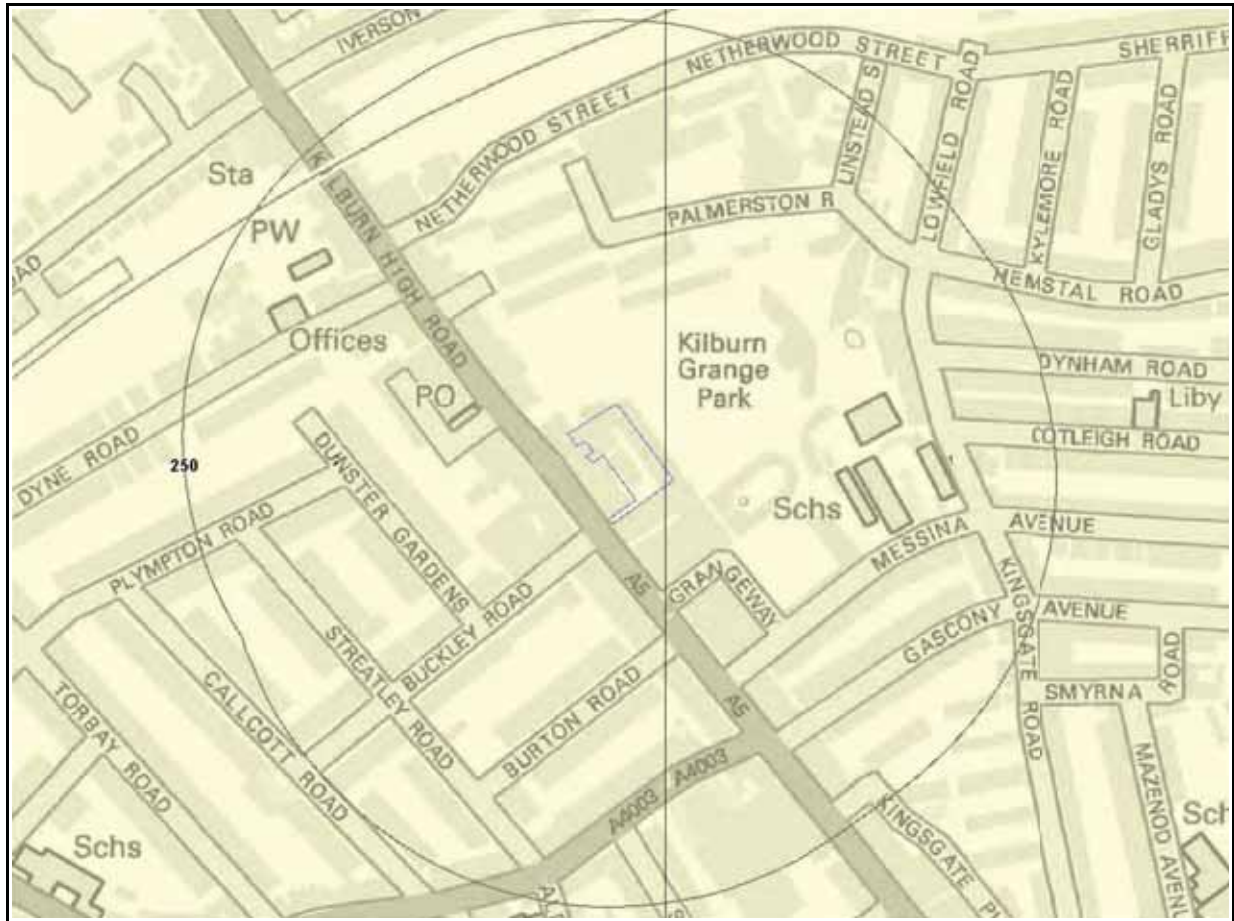 IVERSON
NETHERWOOD STREET
SHERRIFF
LINSTEAD S
LOWFIELD ROAD
KYLEMORE ROAD
GLADYS ROAD
NETHERWOOD STREET
Sta
PW
KILBURN HIGH ROAD
PALMERSTON R
HEMSTAL ROAD
OAD
Offices
PO
Kilburn
Grange
Park
DYNHAM ROAD
Liby
COTLEIGH ROAD
DYNE ROAD
250
DUNSTER GARDENS
Schs
PLYMPTON ROAD
MESSINA AVENUE
A5
GRANGEWAY
BUCKLEY ROAD
STREATLEY ROAD
CALLCOTT ROAD
TORBAY ROAD
BURTON ROAD
GASCONY AVENUE
KINGSGATE ROAD
SMYRNA ROAD
A5
A4003 A4003
MAZENOD AVEN
KINGSGATE PL
Sch
Schs